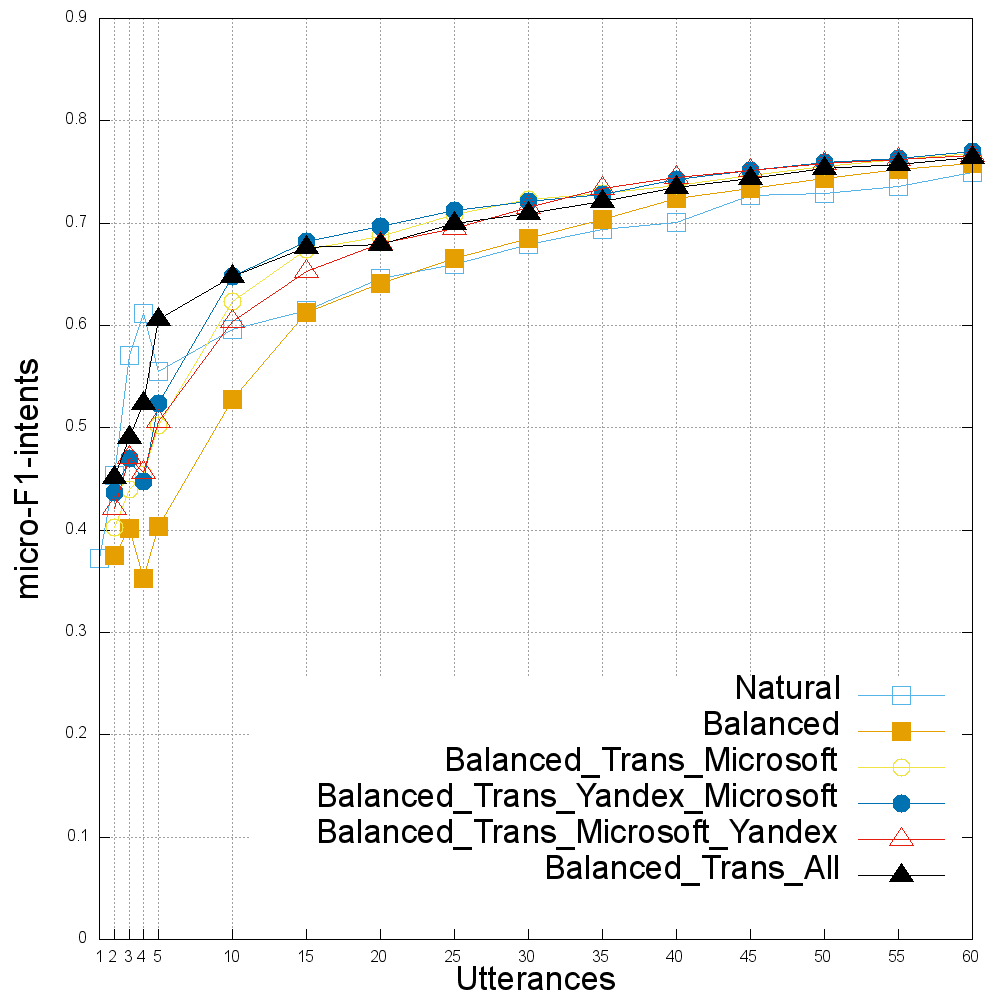 0.9
0.8
0.7
0.6
0.5
0.4
0.3
0.2
0.1
0
micro-F1-intents
Natural
Balanced
Balanced_Trans_Microsoft
Balanced_Trans_Yandex_Microsoft
Balanced_Trans_Microsoft_Yandex
Balanced_Trans_All
1 2 3 4 5 10 15 20 25 30 35 40 45 50 55 60
Utterances